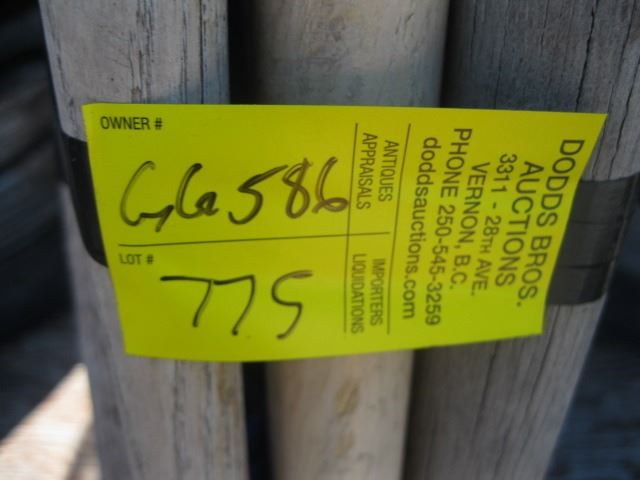 OWNER #
586
LOT #
775
ANTIQUES
APPRAISALS
IMPORTERS
LIQUIDATIONS
DODDS BROS.
AUCTIONS
3311 - 28TH AVE.
VERNON, B.C.
PHONE 250-545-3259
doddsauctions.com